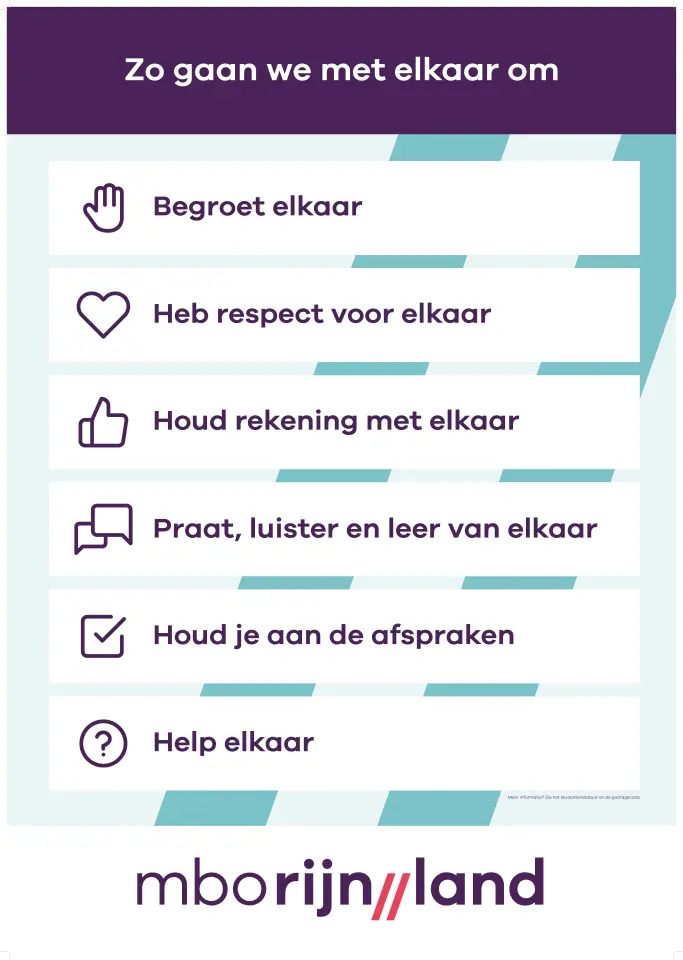 Zo gaan we met elkaar om
Begroet elkaar
Heb respect voor elkaar
Houd rekening met elkaar
Praat, luister en leer van elkaar
Houd je aan de afspraken
Help elkaar
Meer informatie? Zie het studentenstatuut en de gedragscode
mborijn//land